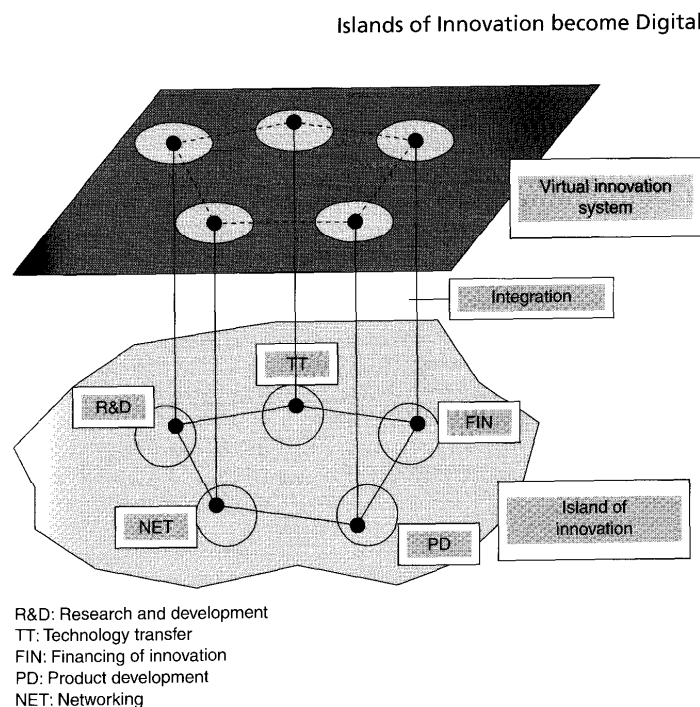 Islands of Innovation become Digital
Virtual innovation
system
Integration
TT
R&D
FIN
NET
PD
Island of
innovation
R&D: Research and development
TT: Technology transfer
FIN: Financing of innovation
PD: Product development
NET: Networking